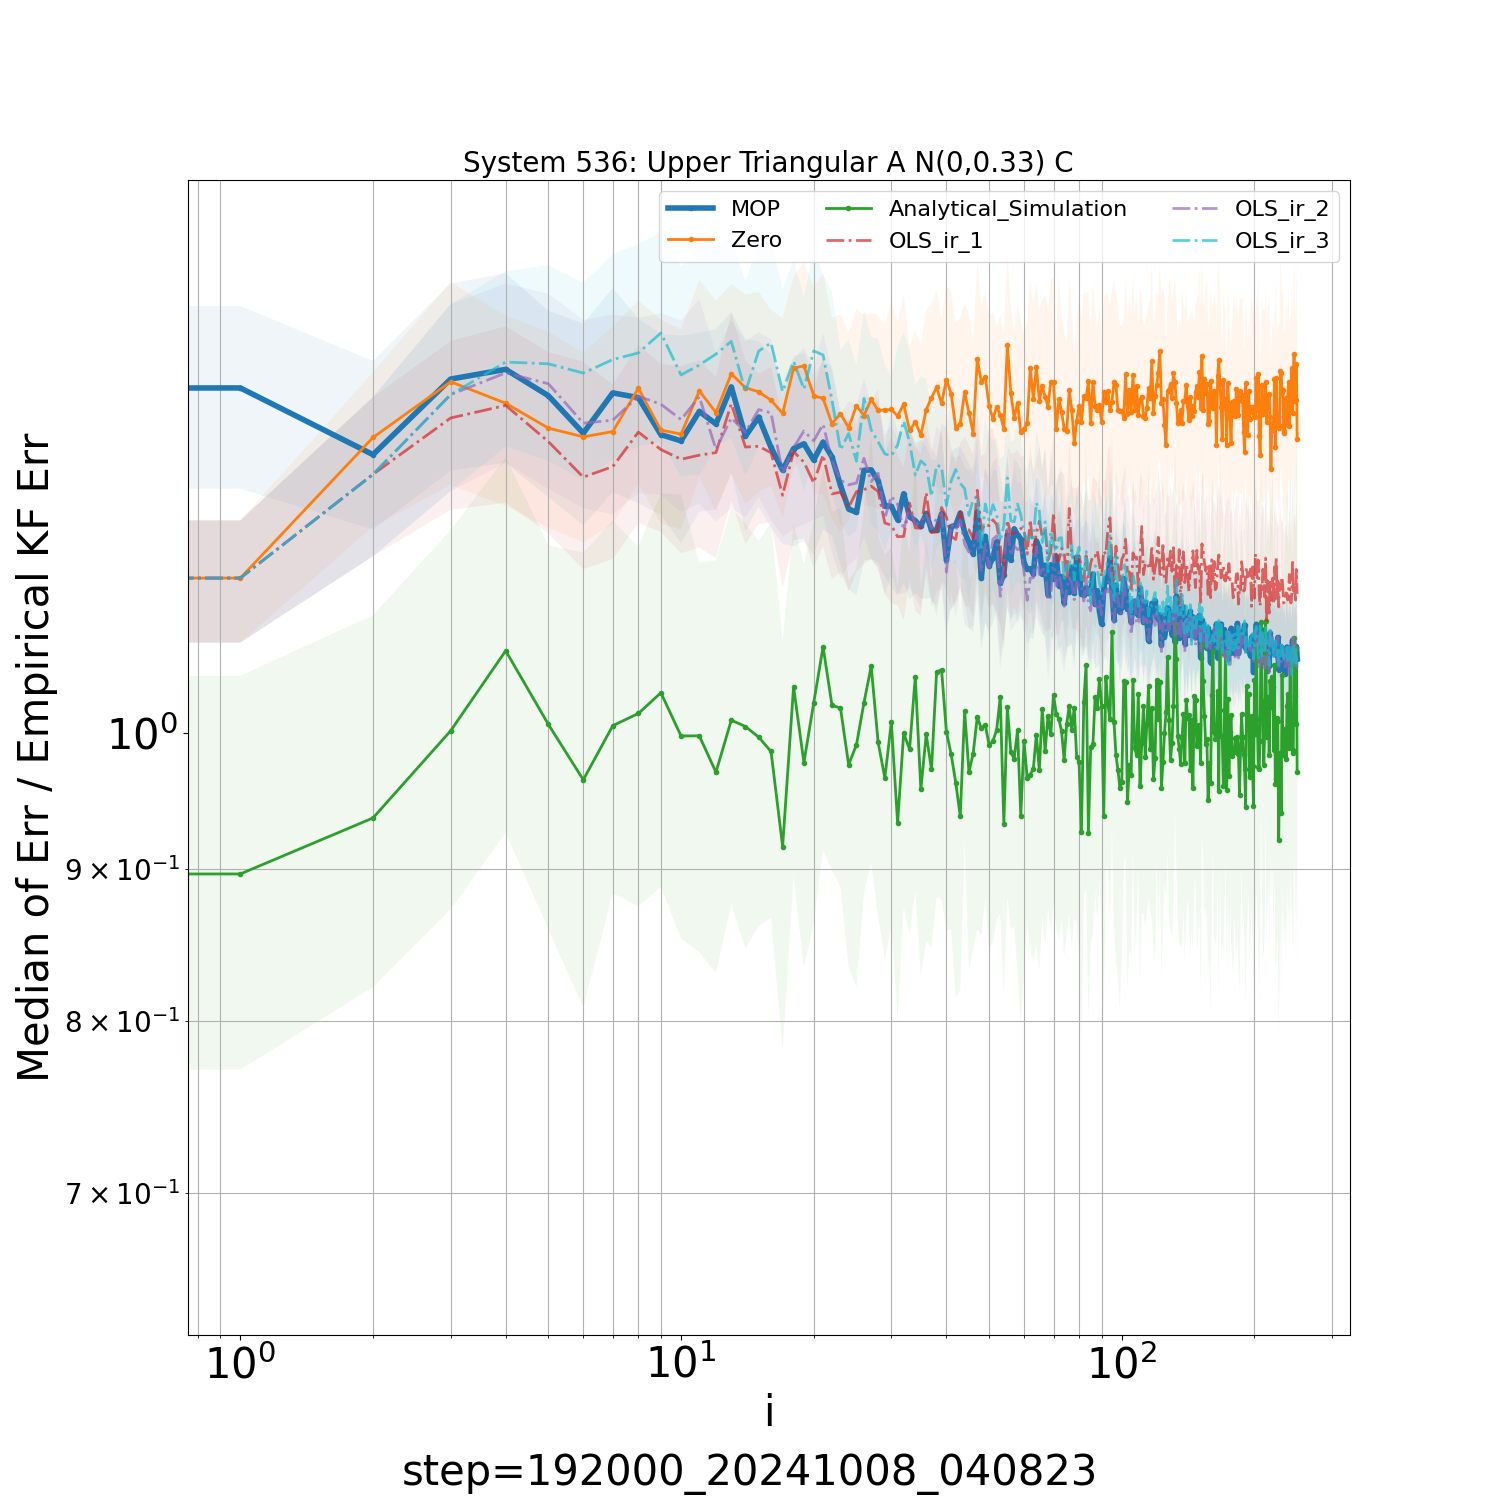 System 536: Upper Triangular A N(0,0.33) C
MOP
Zero
Analytical_Simulation
OLS_ir_1
OLS_ir_2
OLS_ir_3
Median of Err / Empirical KF Err
10⁰
9 × 10⁻¹
8 × 10⁻¹
7 × 10⁻¹
10⁰ 10¹ 10²
i
step=192000_20241008_040823